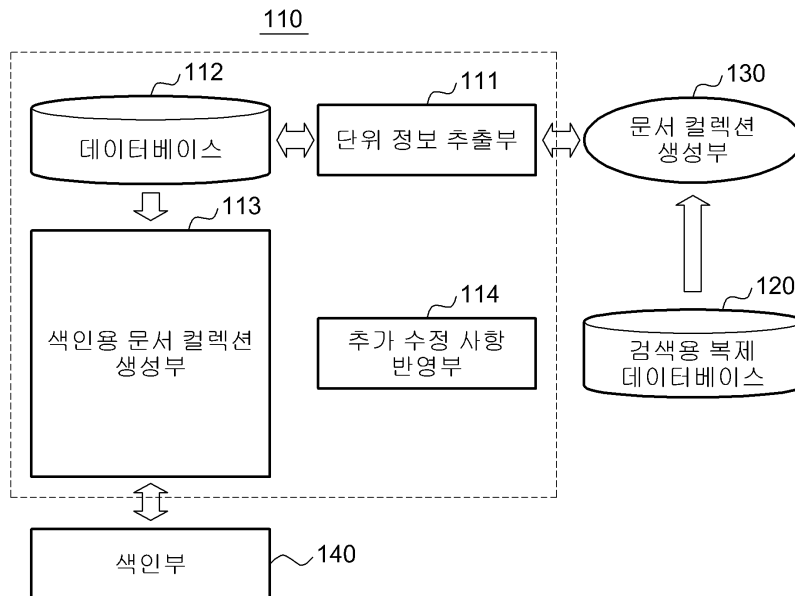 110
112
데이터베이스
111
단위 정보 추출부
130
문서 컬렉션
생성부
113
색인용 문서 컬렉션
생성부
114
추가 수정 사항
반영부
120
검색용 복제
데이터베이스
색인부
140